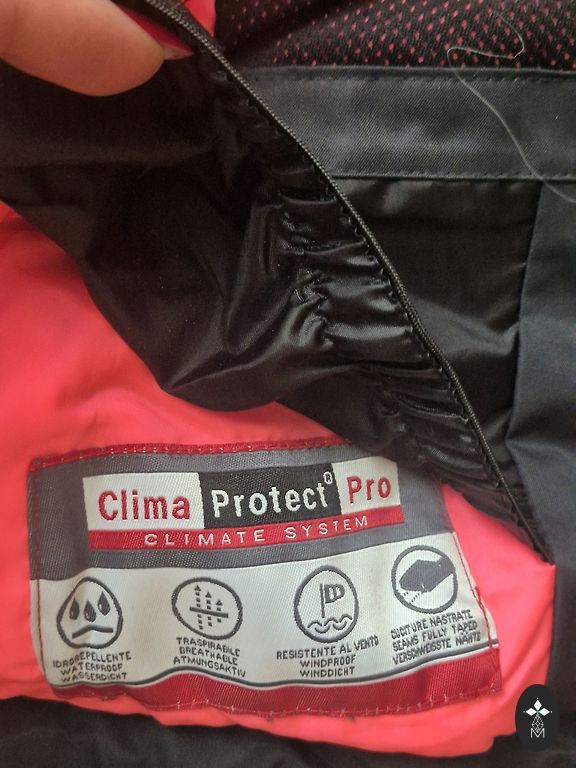 Clima Protect® Pro
CLIMATE SYSTEM
IDROREPELLENTE
WATERPROOF
WASSERDICHT
TRASPIRABILE
BREATHABLE
ATMUNGSAKTIV
RESISTENTE AL VENTO
WINDPROOF
WINDDICHT
CUCITURE NASTRATE
SEAMS FULLY TAPED
VERSCHWEISSTE NÄHTE
M